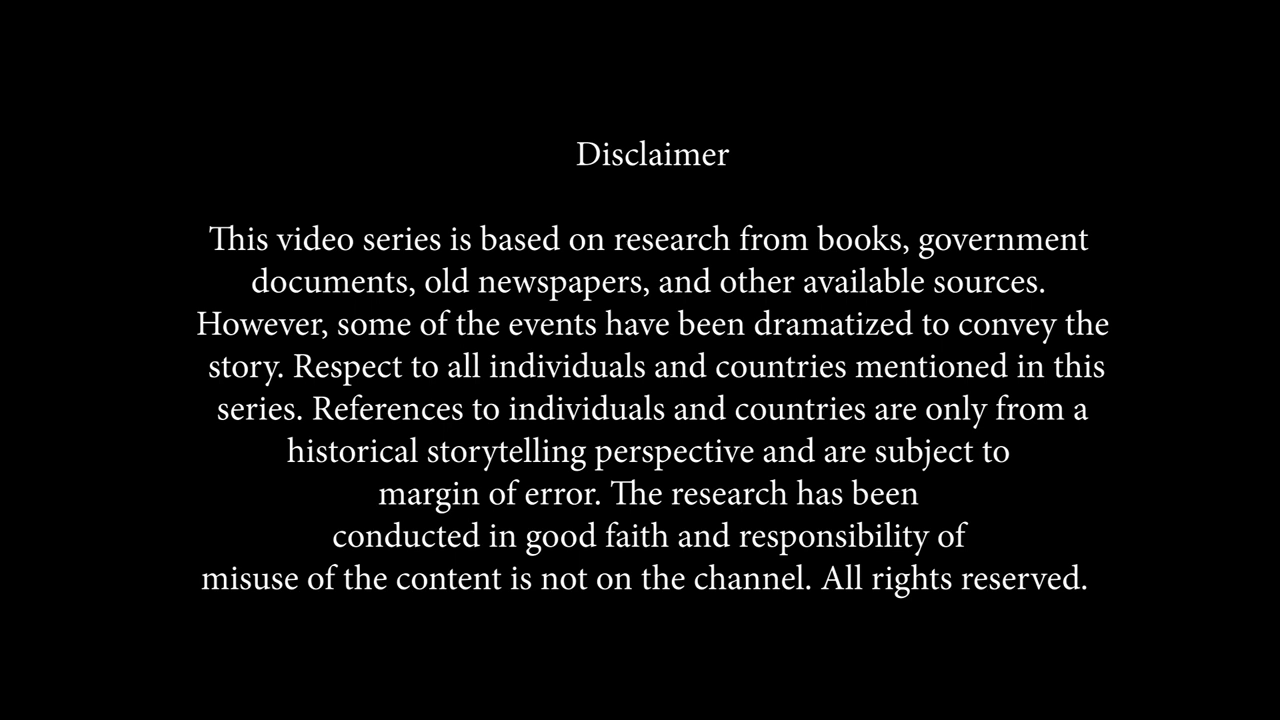 Disclaimer
This video series is based on research from books, government
documents, old newspapers, and other available sources.
However, some of the events have been dramatized to convey the
story. Respect to all individuals and countries mentioned in this
series. References to individuals and countries are only from a
historical storytelling perspective and are subject to
margin of error. The research has been
conducted in good faith and responsibility of
misuse of the content is not on the channel. All rights reserved.